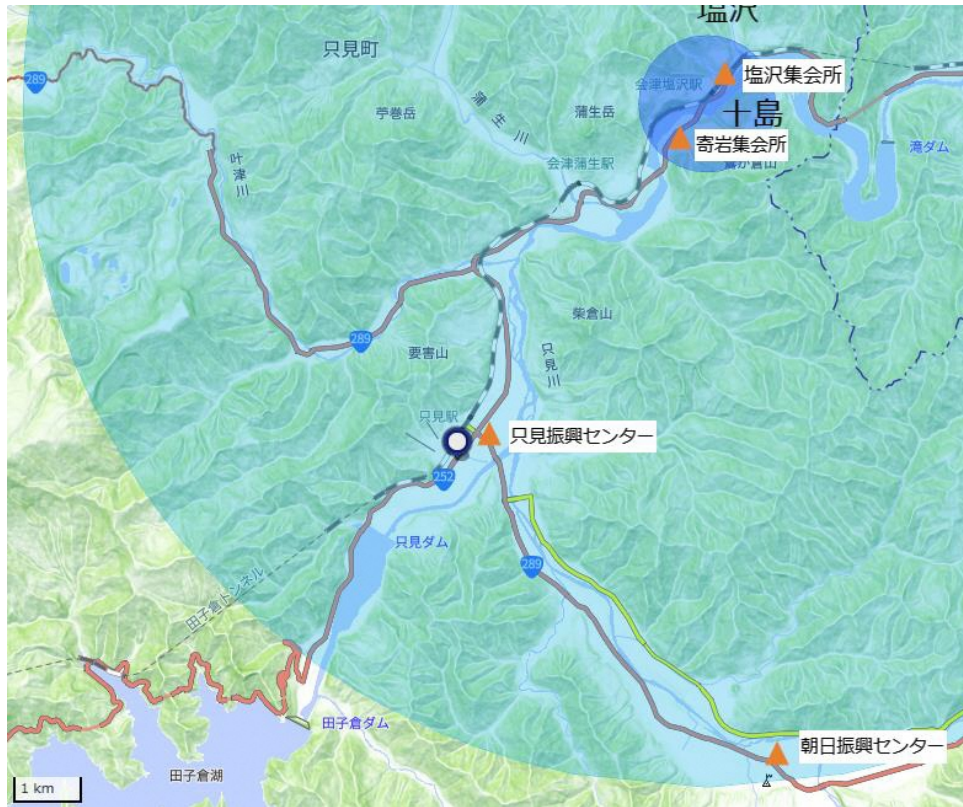 塩沢
只見町
289
会津塩沢駅
塩沢集会所
苧巻岳
蒲生川
蒲生岳
十島
寄岩集会所
滝ダム
会津蒲生駅
叶津川
柴倉山
289
要害山
只見川
只見駅
只見振興センター
252
只見ダム
289
田子倉トンネル
田子倉ダム
朝日振興センター
田子倉湖
1 km